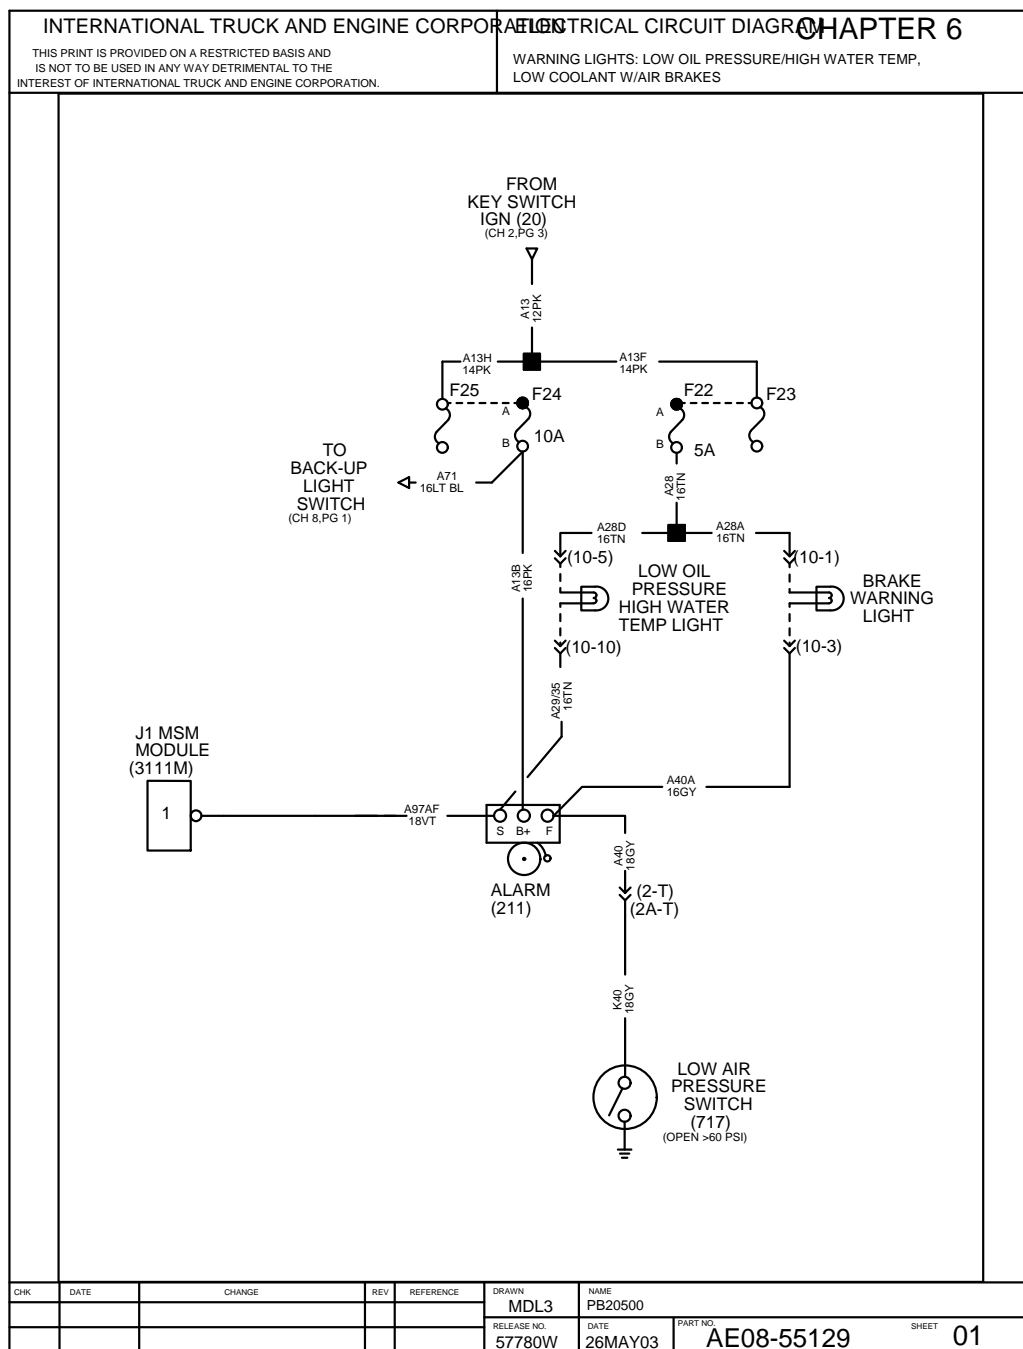 INTERNATIONAL TRUCK AND ENGINE CORPORATION
THIS PRINT IS PROVIDED ON A RESTRICTED BASIS AND
IS NOT TO BE USED IN ANY WAY DETRIMENTAL TO THE
INTEREST OF INTERNATIONAL TRUCK AND ENGINE CORPORATION.
ELECTRICAL CIRCUIT DIAGRAM
CHAPTER 6
WARNING LIGHTS: LOW OIL PRESSURE/HIGH WATER TEMP,
LOW COOLANT W/AIR BRAKES
FROM
KEY SWITCH
IGN (20)
(CH 2,PG 3)
A13
12PK
A13H
14PK
A13F
14PK
F25
F24
A
B
10A
F22
F23
A
B
5A
TO
BACK-UP
LIGHT
SWITCH
(CH 8,PG 1)
A71
16LT BL
A28
16TN
A28D
16TN
A28A
16TN
A13B
16PK
(10-5)
(10-1)
LOW OIL
PRESSURE
HIGH WATER
TEMP LIGHT
BRAKE
WARNING
LIGHT
(10-10)
(10-3)
A29/35
16TN
J1 MSM
MODULE
(3111M)
1
A97AF
18VT
A40A
16GY
S B+ F
ALARM
(211)
A40
18GY
(2-T)
(2A-T)
K40
18GY
LOW AIR
PRESSURE
SWITCH
(717)
(OPEN >60 PSI)
CHK DATE CHANGE REV REFERENCE
DRAWN
MDL3
NAME
PB20500
RELEASE NO.
57780W
DATE
26MAY03
PART NO.
AE08-55129
SHEET 01